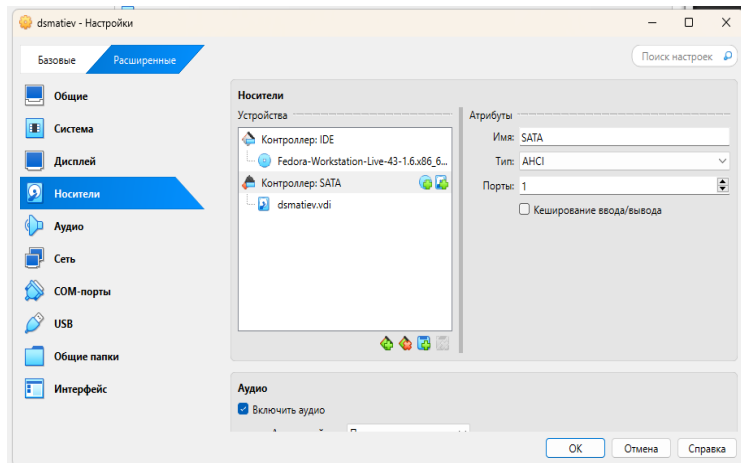 dsmatiev - Настройки
Базовые
Расширенные
Поиск настроек
Общие
Система
Дисплей
Носители
Аудио
Сеть
COM-порты
USB
Общие папки
Интерфейс
Носители
Устройства
Контроллер: IDE
Fedora-Workstation-Live-43-1.6.x86_6...
Контроллер: SATA
dsmatiev.vdi
Атрибуты
Имя: SATA
Тип: AHCI
Порты: 1
Кеширование ввода/вывода
Аудио
Включить аудио
OK
Отмена
Справка